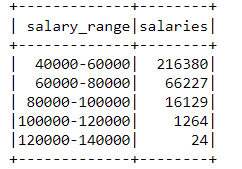 +-------------+--------+
| salary_range|salaries|
+-------------+--------+
|  40000-60000|  216380|
|  60000-80000|   66227|
| 80000-100000|   16129|
|100000-120000|    1264|
|120000-140000|      24|
+-------------+--------+